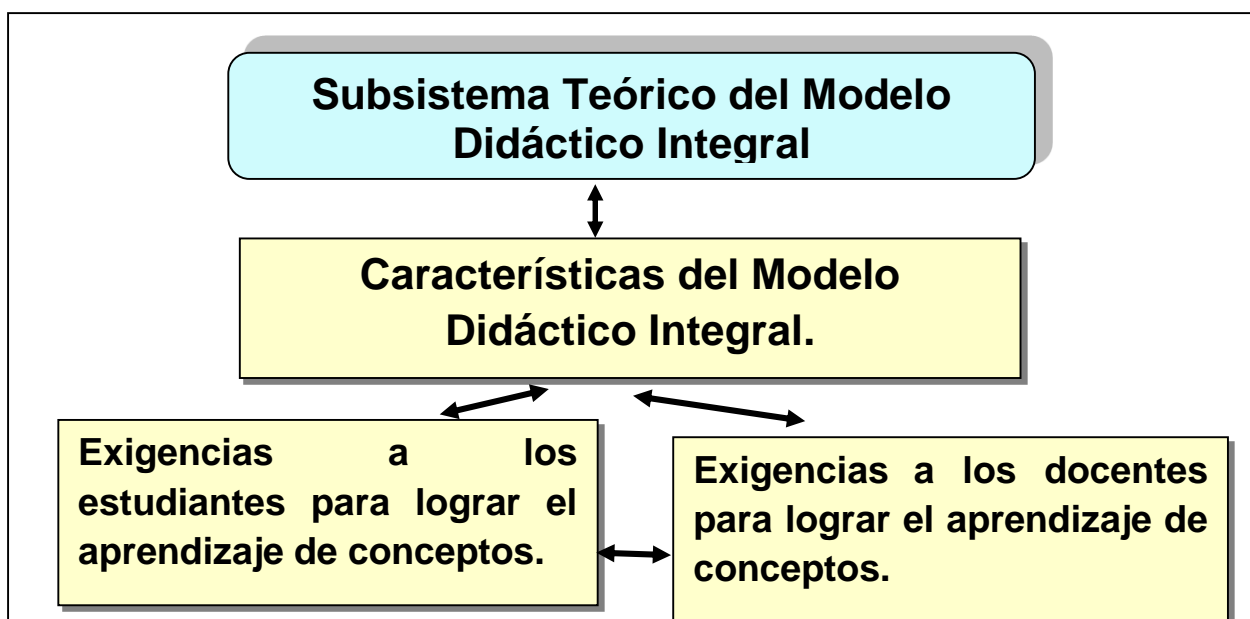 Subsistema Teórico del Modelo
Didáctico Integral
Características del Modelo
Didáctico Integral.
Exigencias a los
estudiantes para lograr el
aprendizaje de conceptos.
Exigencias a los docentes
para lograr el aprendizaje de
conceptos.